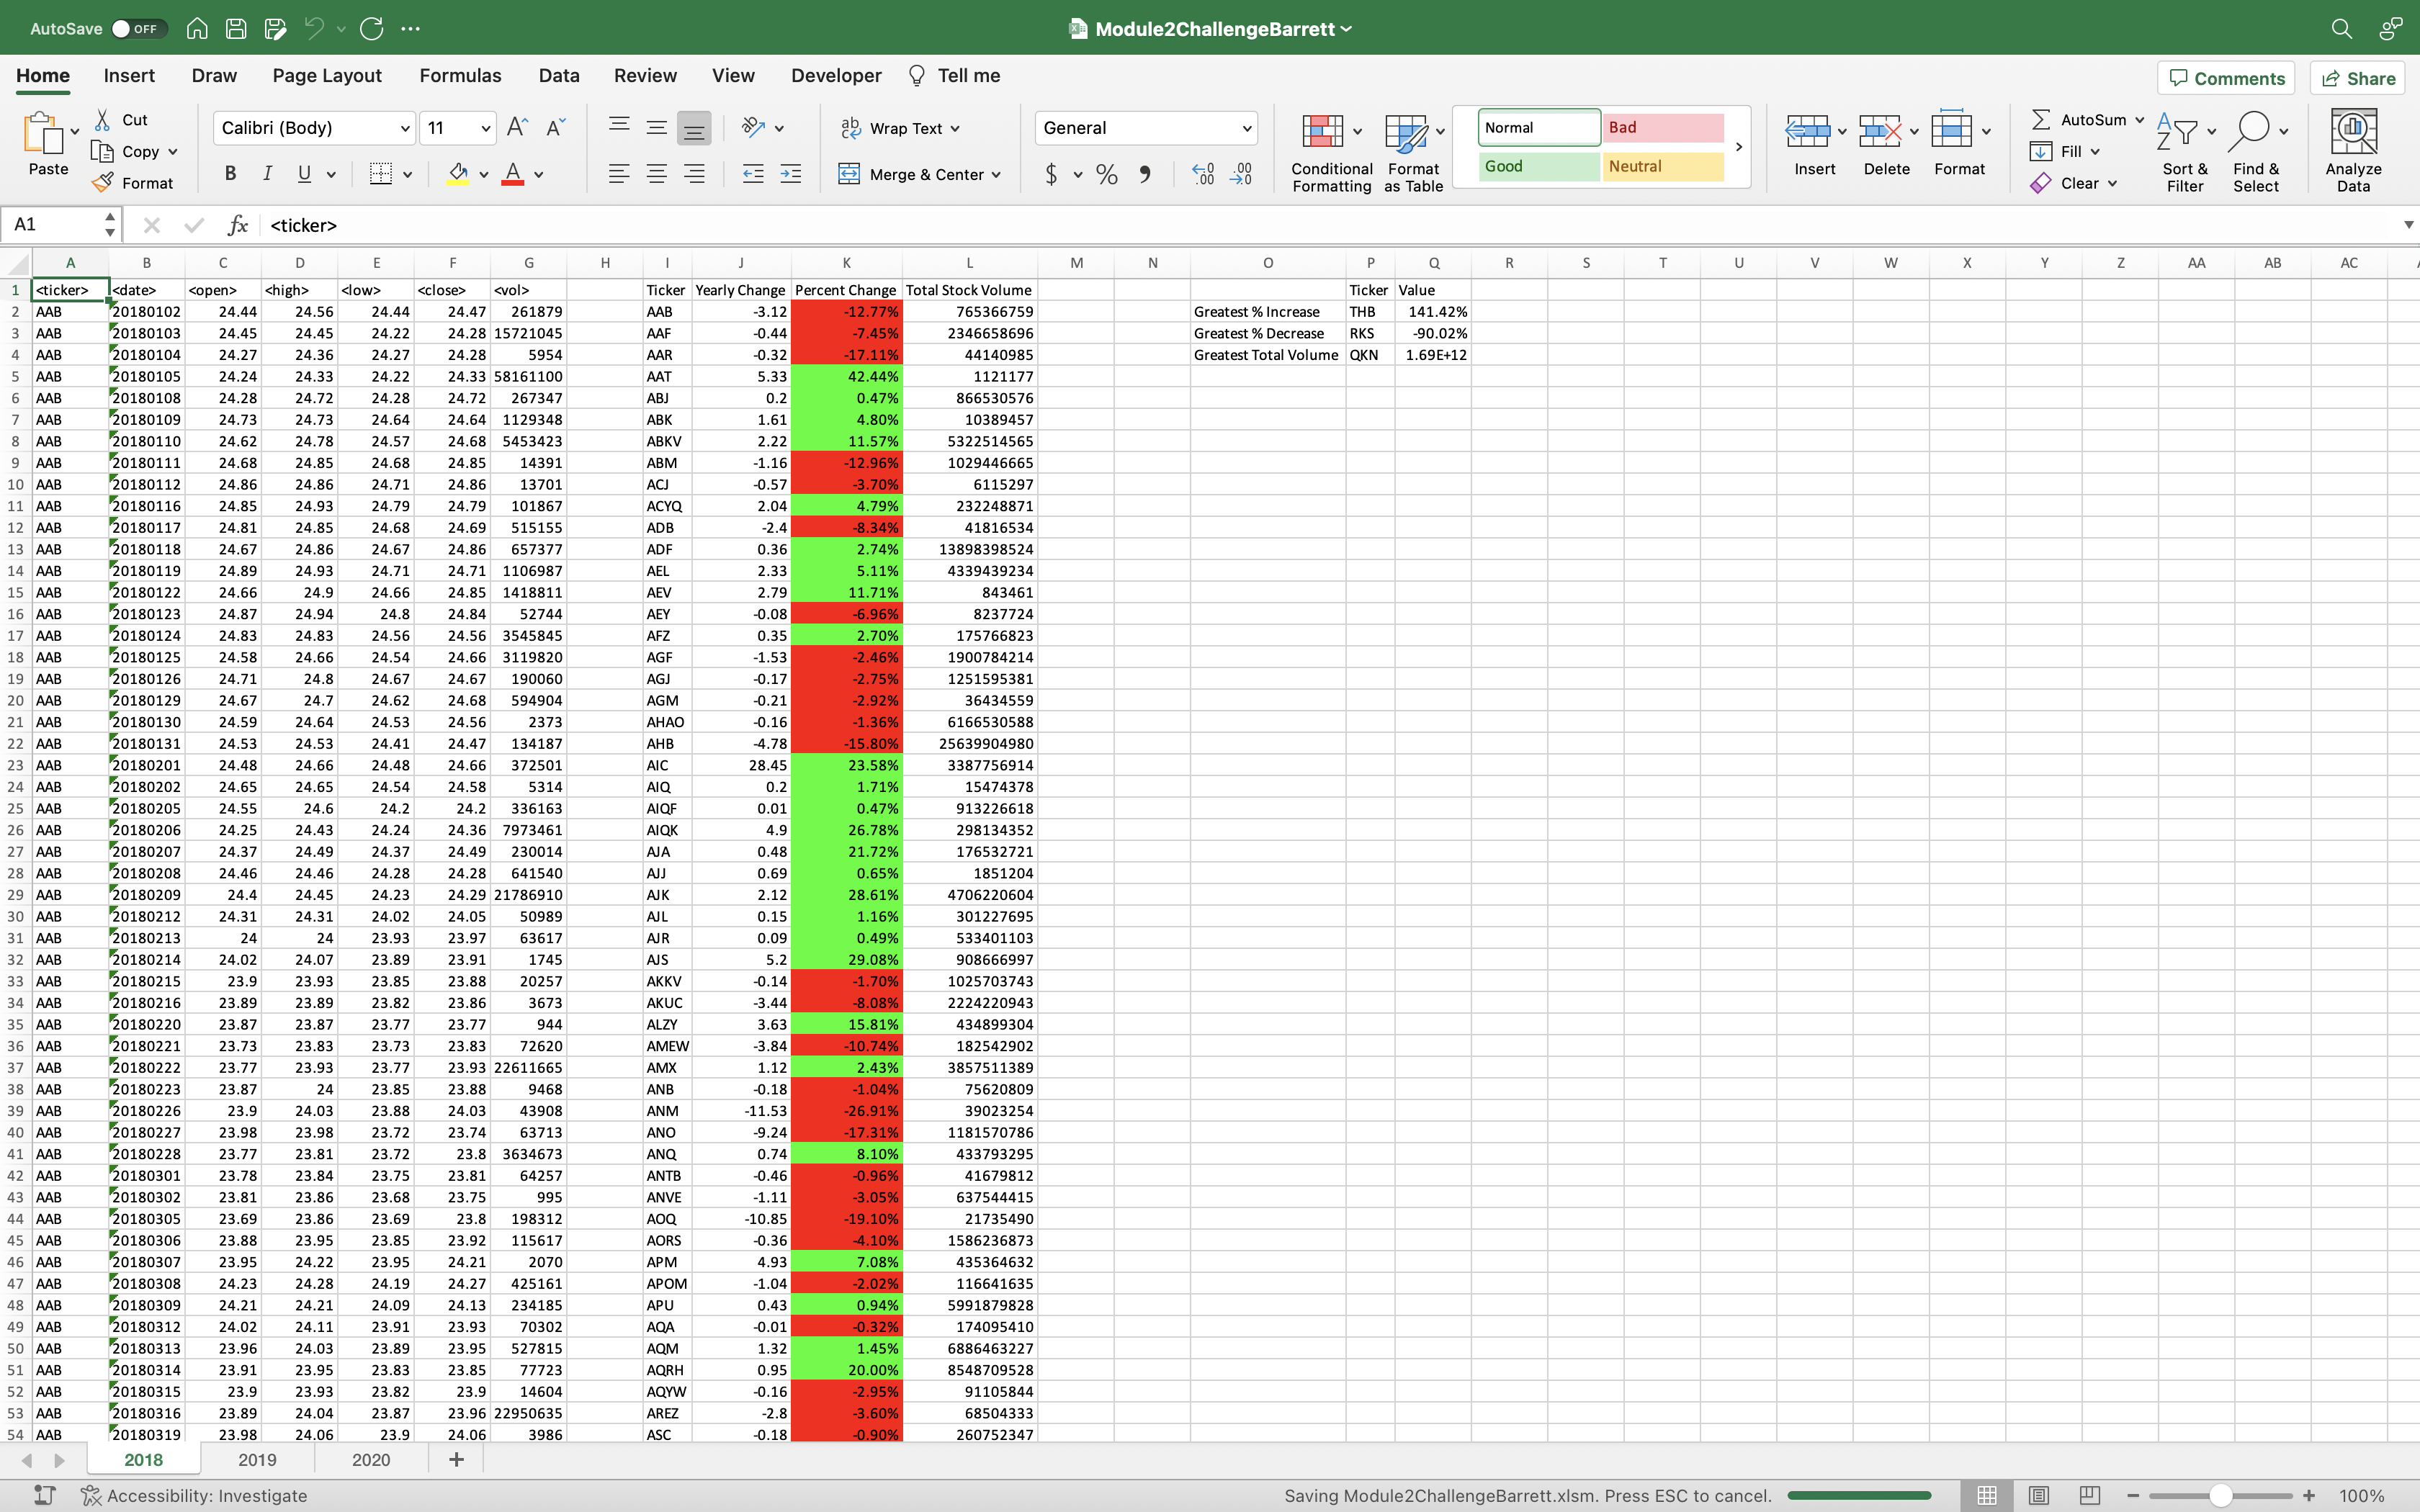 AutoSave OFF Module2ChallengeBarrett
Home Insert Draw Page Layout Formulas Data Review View Developer Tell me Comments Share
Paste Cut Copy Format Calibri (Body) 11 B I U Wrap Text Merge & Center General $ % Conditional Formatting Format as Table Normal Bad Good Neutral Insert Delete Format AutoSum Fill Clear Sort & Filter Find & Select Analyze Data
A1 fx <ticker>
A B C D E F G H I J K L M N O P Q R S T U V W X Y Z AA AB AC
1 <ticker> <date> <open> <high> <low> <close> <vol> Ticker Yearly Change Percent Change Total Stock Volume Ticker Value
2 AAB 20180102 24.44 24.56 24.44 24.47 261879 AAB -3.12 -12.77% 765366759 Greatest % Increase THB 141.42%
3 AAB 20180103 24.45 24.45 24.22 24.28 15721045 AAF -0.44 -7.45% 2346658696 Greatest % Decrease RKS -90.02%
4 AAB 20180104 24.27 24.36 24.27 24.28 5954 AAR -0.32 -17.11% 44140985 Greatest Total Volume QKN 1.69E+12
5 AAB 20180105 24.24 24.33 24.22 24.33 58161100 AAT 5.33 42.44% 1121177
6 AAB 20180108 24.28 24.72 24.28 24.72 267347 ABJ 0.2 0.47% 866530576
7 AAB 20180109 24.73 24.73 24.64 24.64 1129348 ABK 1.61 4.80% 10389457
8 AAB 20180110 24.62 24.78 24.57 24.68 5453423 ABKV 2.22 11.57% 5322514565
9 AAB 20180111 24.68 24.85 24.68 24.85 14391 ABM -1.16 -12.96% 1029446665
10 AAB 20180112 24.86 24.86 24.71 24.86 13701 ACJ -0.57 -3.70% 6115297
11 AAB 20180116 24.85 24.93 24.79 24.79 101867 ACYQ 2.04 4.79% 232248871
12 AAB 20180117 24.81 24.85 24.68 24.69 515155 ADB -2.4 -8.34% 41816534
13 AAB 20180118 24.67 24.86 24.67 24.86 657377 ADF 0.36 2.74% 13898398524
14 AAB 20180119 24.89 24.93 24.71 24.71 1106987 AEL 2.33 5.11% 4339439234
15 AAB 20180122 24.66 24.9 24.66 24.85 1418811 AEV 2.79 11.71% 843461
16 AAB 20180123 24.87 24.94 24.8 24.84 52744 AEY -0.08 -6.96% 8237724
17 AAB 20180124 24.83 24.83 24.56 24.56 3545845 AFZ 0.35 2.70% 175766823
18 AAB 20180125 24.58 24.66 24.54 24.66 3119820 AGF -1.53 -2.46% 1900784214
19 AAB 20180126 24.71 24.8 24.67 24.67 190060 AGJ -0.17 -2.75% 1251595381
20 AAB 20180129 24.67 24.7 24.62 24.68 594904 AGM -0.21 -2.92% 36434559
21 AAB 20180130 24.59 24.64 24.53 24.56 2373 AHAO -0.16 -1.36% 6166530588
22 AAB 20180131 24.53 24.53 24.41 24.47 134187 AHB -4.78 -15.80% 25639904980
23 AAB 20180201 24.48 24.66 24.48 24.66 372501 AIC 28.45 23.58% 3387756914
24 AAB 20180202 24.65 24.65 24.54 24.58 5314 AIQ 0.2 1.71% 15474378
25 AAB 20180205 24.55 24.6 24.2 24.2 336163 AIQF 0.01 0.47% 913226618
26 AAB 20180206 24.25 24.43 24.24 24.36 7973461 AIQK 4.9 26.78% 298134352
27 AAB 20180207 24.37 24.49 24.37 24.49 230014 AJA 0.48 21.72% 176532721
28 AAB 20180208 24.46 24.46 24.28 24.28 641540 AJJ 0.69 0.65% 1851204
29 AAB 20180209 24.4 24.45 24.23 24.29 21786910 AJK 2.12 28.61% 4706220604
30 AAB 20180212 24.31 24.31 24.02 24.05 50989 AJL 0.15 1.16% 301227695
31 AAB 20180213 24 24 23.93 23.97 63617 AJR 0.09 0.49% 533401103
32 AAB 20180214 24.02 24.07 23.89 23.91 1745 AJS 5.2 29.08% 908666997
33 AAB 20180215 23.9 23.93 23.85 23.88 20257 AKKV -0.14 -1.70% 1025703743
34 AAB 20180216 23.89 23.89 23.82 23.86 3673 AKUC -3.44 -8.08% 2224220943
35 AAB 20180220 23.87 23.87 23.77 23.77 944 ALZY 3.63 15.81% 434899304
36 AAB 20180221 23.73 23.83 23.73 23.83 72620 AMEW -3.84 -10.74% 182542902
37 AAB 20180222 23.77 23.93 23.77 23.93 22611665 AMX 1.12 2.43% 3857511389
38 AAB 20180223 23.87 24 23.85 23.88 9468 ANB -0.18 -1.04% 75620809
39 AAB 20180226 23.9 24.03 23.88 24.03 43908 ANM -11.53 -26.91% 39023254
40 AAB 20180227 23.98 23.98 23.72 23.74 63713 ANO -9.24 -17.31% 1181570786
41 AAB 20180228 23.77 23.81 23.72 23.8 3634673 ANQ 0.74 8.10% 433793295
42 AAB 20180301 23.78 23.84 23.75 23.81 64257 ANTB -0.46 -0.96% 41679812
43 AAB 20180302 23.81 23.86 23.68 23.75 995 ANVE -1.11 -3.05% 637544415
44 AAB 20180305 23.69 23.86 23.69 23.8 198312 AOQ -10.85 -19.10% 21735490
45 AAB 20180306 23.88 23.95 23.85 23.92 115617 AORS -0.36 -4.10% 1586236873
46 AAB 20180307 23.95 24.22 23.95 24.21 2070 APM 4.93 7.08% 435364632
47 AAB 20180308 24.23 24.28 24.19 24.27 425161 APOM -1.04 -2.02% 116641635
48 AAB 20180309 24.21 24.21 24.09 24.13 234185 APU 0.43 0.94% 5991879828
49 AAB 20180312 24.02 24.11 23.91 23.93 70302 AQA -0.01 -0.32% 174095410
50 AAB 20180313 23.96 24.03 23.89 23.95 527815 AQM 1.32 1.45% 6886463227
51 AAB 20180314 23.91 23.95 23.83 23.85 77723 AQRH 0.95 20.00% 8548709528
52 AAB 20180315 23.9 23.93 23.82 23.9 14604 AQYW -0.16 -2.95% 91105844
53 AAB 20180316 23.89 24.04 23.87 23.96 22950635 AREZ -2.8 -3.60% 68504333
54 AAB 20180319 23.98 24.06 23.9 24.06 3986 ASC -0.18 -0.90% 260752347
2018 2019 2020 +
Accessibility: Investigate Saving Module2ChallengeBarrett.xlsm. Press ESC to cancel. 100%